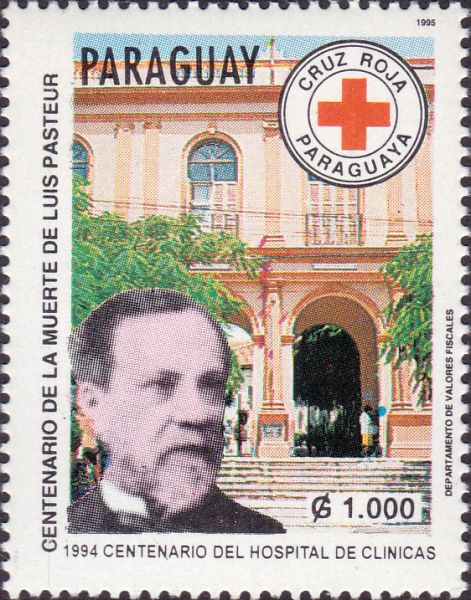 1995
PARAGUAY
CRUZ ROJA
PARAGUAYA
CENTENARIO DE LA MUERTE DE LUIS PASTEUR
DEPARTAMENTO DE VALORES FISCALES
₲ 1.000
1994 CENTENARIO DEL HOSPITAL DE CLINICAS